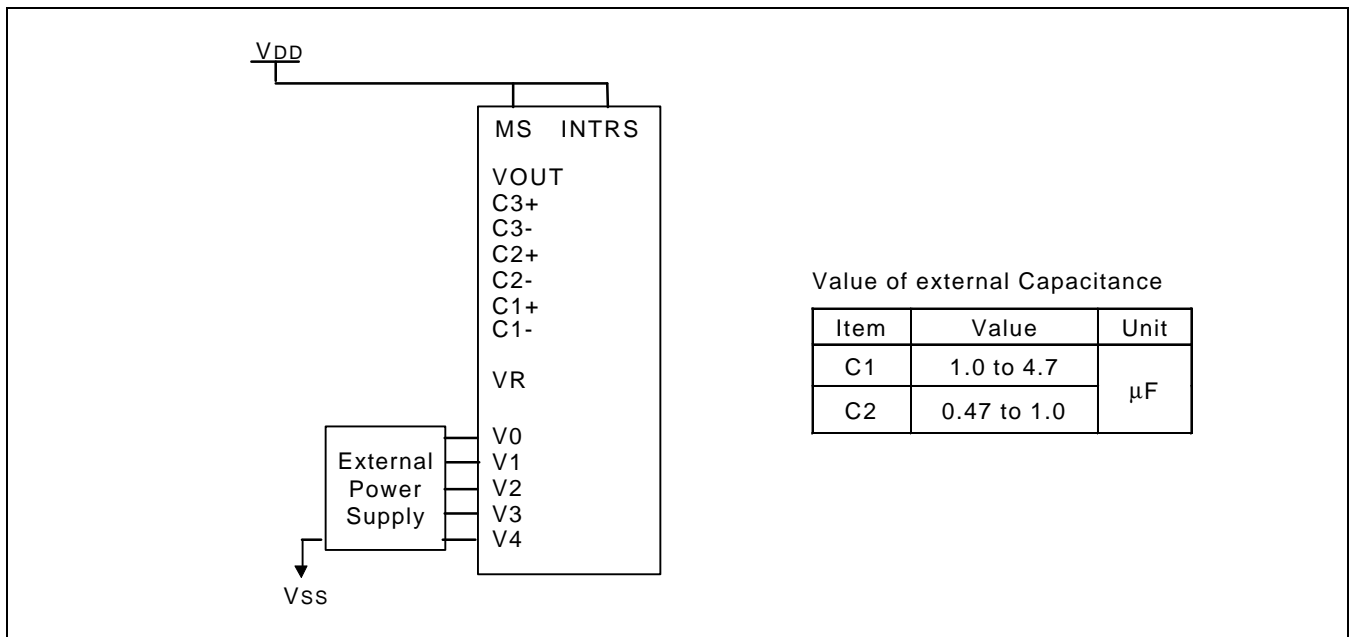 VDD
MS INTRS
VOUT
C3+
C3-
C2+
C2-
C1+
C1-
VR
V0
V1
V2
V3
V4
External
Power
Supply
VSS
Value of external Capacitance
Item Value Unit
C1 1.0 to 4.7 μF
C2 0.47 to 1.0